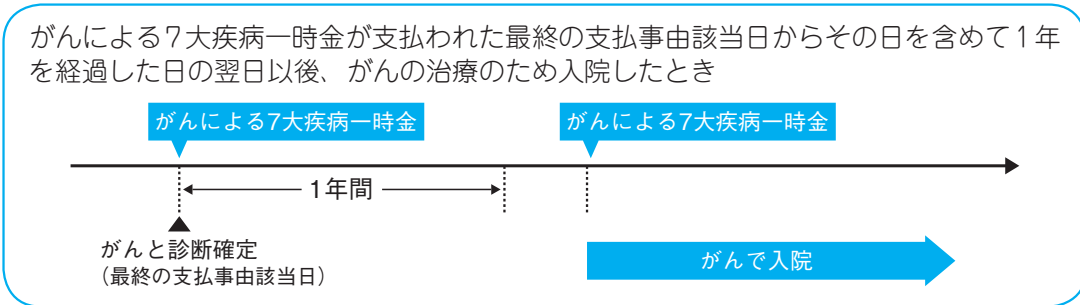 がんによる7大疾病一時金が支払われた最終の支払事由該当日からその日を含めて1年
を経過した日の翌日以後、がんの治療のため入院したとき
がんによる7大疾病一時金
がんによる7大疾病一時金
1年間
がんと診断確定
（最終の支払事由該当日）
がんで入院